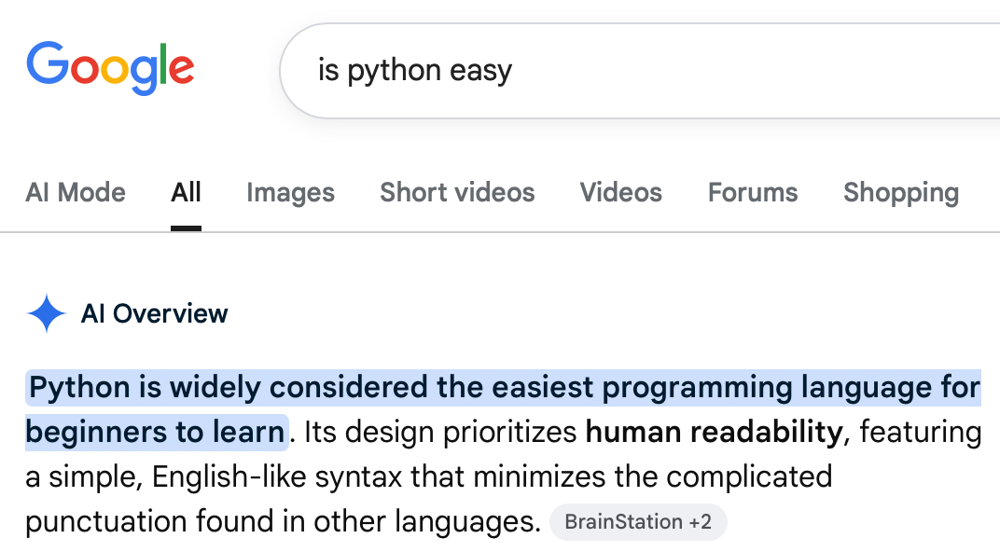 Google
is python easy
AI Mode All Images Short videos Videos Forums Shopping
AI Overview
Python is widely considered the easiest programming language for
beginners to learn. Its design prioritizes human readability, featuring
a simple, English-like syntax that minimizes the complicated
punctuation found in other languages. BrainStation +2